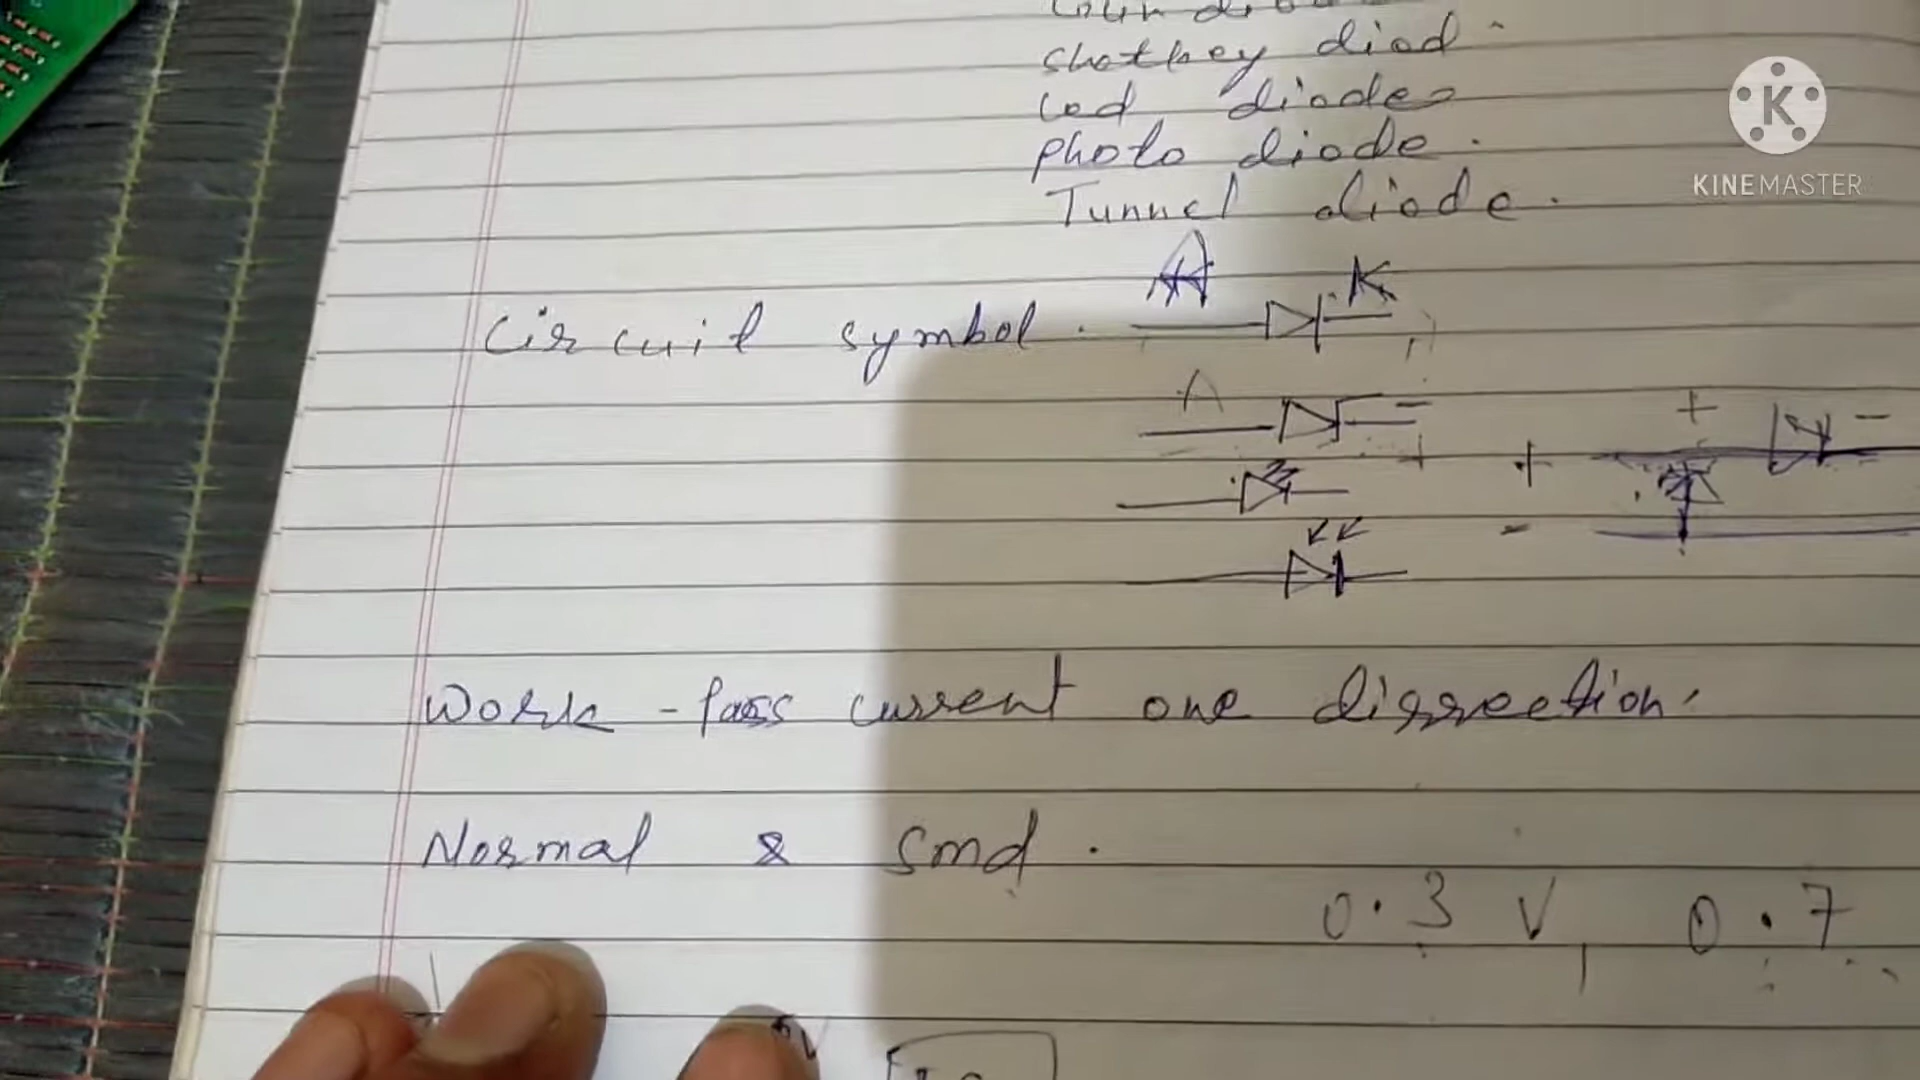 shotkey diod
Led diodes
photo diode.
Tunnel diode.
K
KINEMASTER
A K
Circuit symbol.
A -
+ -
+ +
-
Work - Pass current one dirrection.
Normal & Smd.
0.3 V, 0.7